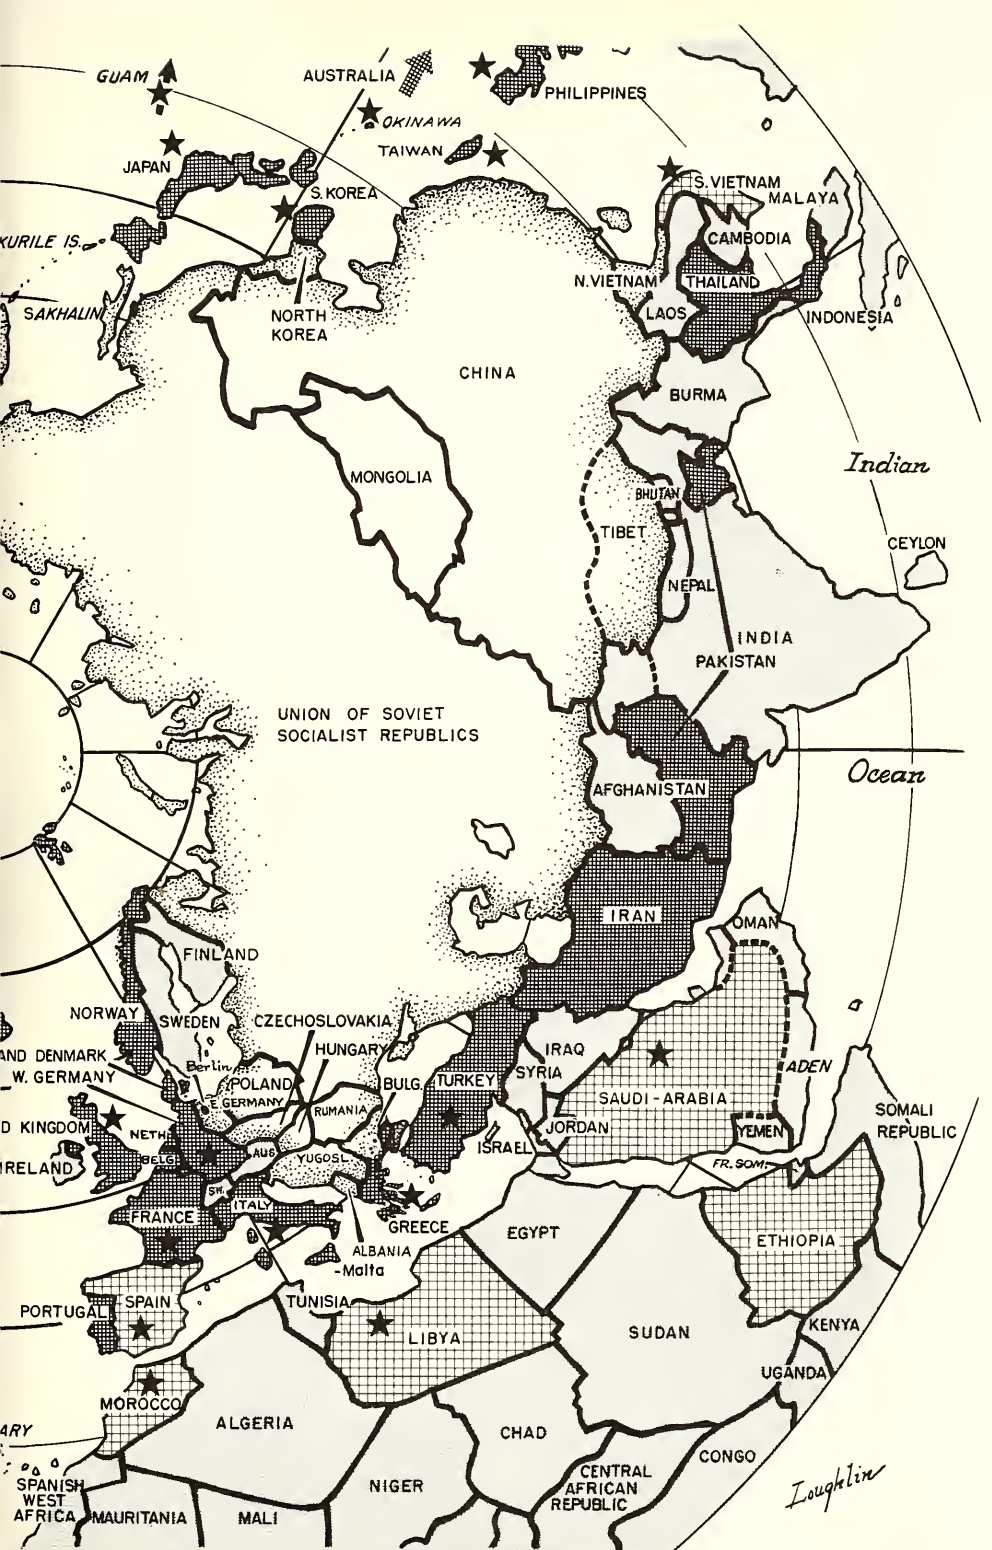 GUAM
AUSTRALIA
PHILIPPINES
OKINAWA
TAIWAN
JAPAN
S. KOREA
S. VIETNAM
MALAYA
KURILE IS.
CAMBODIA
N. VIETNAM
THAILAND
SAKHALIN
LAOS
INDONESIA
NORTH
KOREA
CHINA
BURMA
Indian
MONGOLIA
BHUTAN
TIBET
CEYLON
NEPAL
INDIA
PAKISTAN
UNION OF SOVIET
SOCIALIST REPUBLICS
Ocean
AFGHANISTAN
IRAN
OMAN
FINLAND
NORWAY
SWEDEN
CZECHOSLOVAKIA
HUNGARY
IRAQ
AND DENMARK
W. GERMANY
Berlin
POLAND
E. GERMANY
BULG.
TURKEY
SYRIA
ADEN
RUMANIA
SAUDI-ARABIA
SOMALI
REPUBLIC
D KINGDOM
NETH.
JORDAN
YEMEN
ISRAEL
BELG.
IRELAND
AUS.
YUGOSL.
FR. SOM.
SW.
ITALY
FRANCE
GREECE
EGYPT
ETHIOPIA
ALBANIA
-Malta
PORTUGAL
SPAIN
TUNISIA
LIBYA
SUDAN
KENYA
UGANDA
MOROCCO
ALGERIA
CHAD
CONGO
ARY
SPANISH
WEST
AFRICA
MAURITANIA
MALI
NIGER
CENTRAL
AFRICAN
REPUBLIC
Loughlin